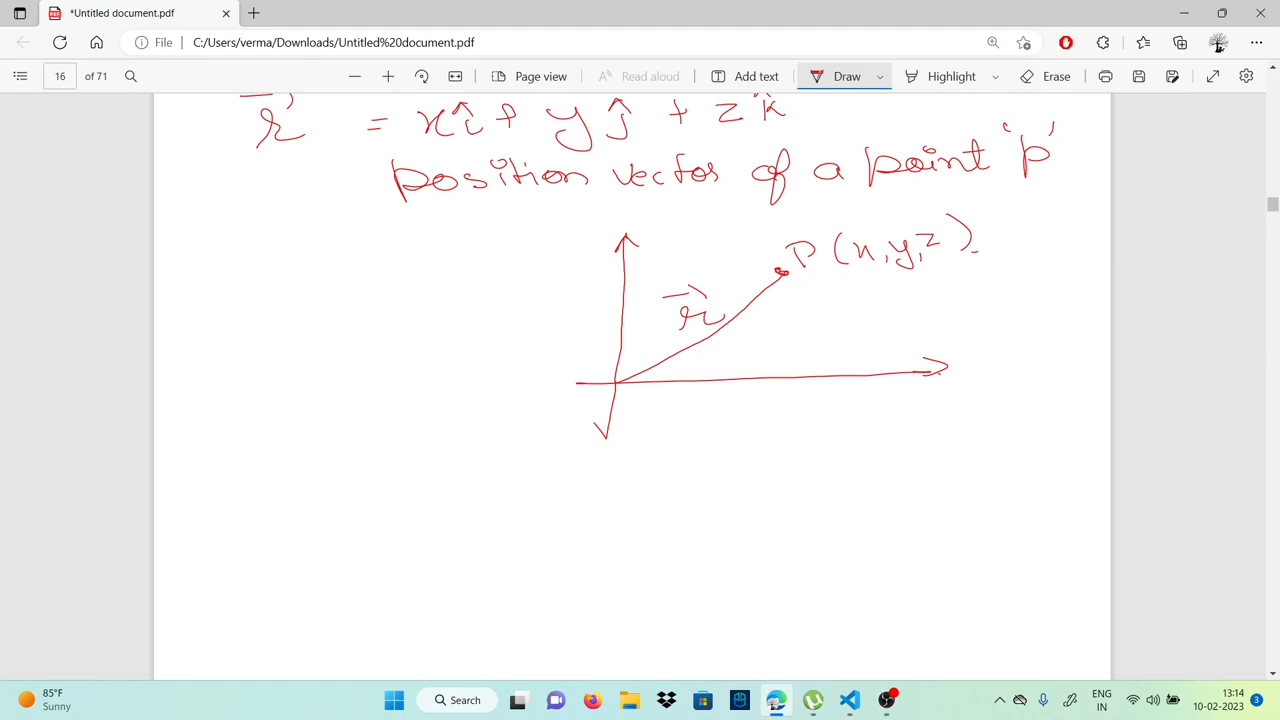 *Untitled document.pdf
File C:/Users/verma/Downloads/Untitled%20document.pdf
16 of 71 Page view Read aloud Add text Draw Highlight Erase
r⃗ = xî + yĵ + zk̂
position vector of a point 'p'
P(x,y,z)
r⃗
85°F
Sunny
Search
ENG
IN
13:14
10-02-2023
3